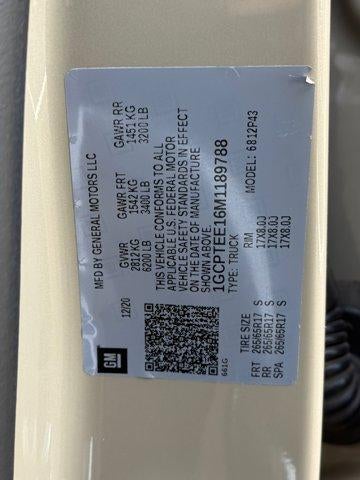 GM
MFD BY GENERAL MOTORS LLC
12/20
GVWR GAWR FRT GAWR RR
2812 KG 1542 KG 1451 KG
6200 LB 3400 LB 3200 LB
THIS VEHICLE CONFORMS TO ALL
APPLICABLE U.S. FEDERAL MOTOR
VEHICLE SAFETY STANDARDS IN EFFECT
ON THE DATE OF MANUFACTURE
SHOWN ABOVE.
1GCPTEE16M1189788
TYPE: TRUCK MODEL: 6812P43
661G
TIRE SIZE RIM
FRT 265/65R17 S 17X8.0J
RR 265/65R17 S 17X8.0J
SPA 265/65R17 S 17X8.0J